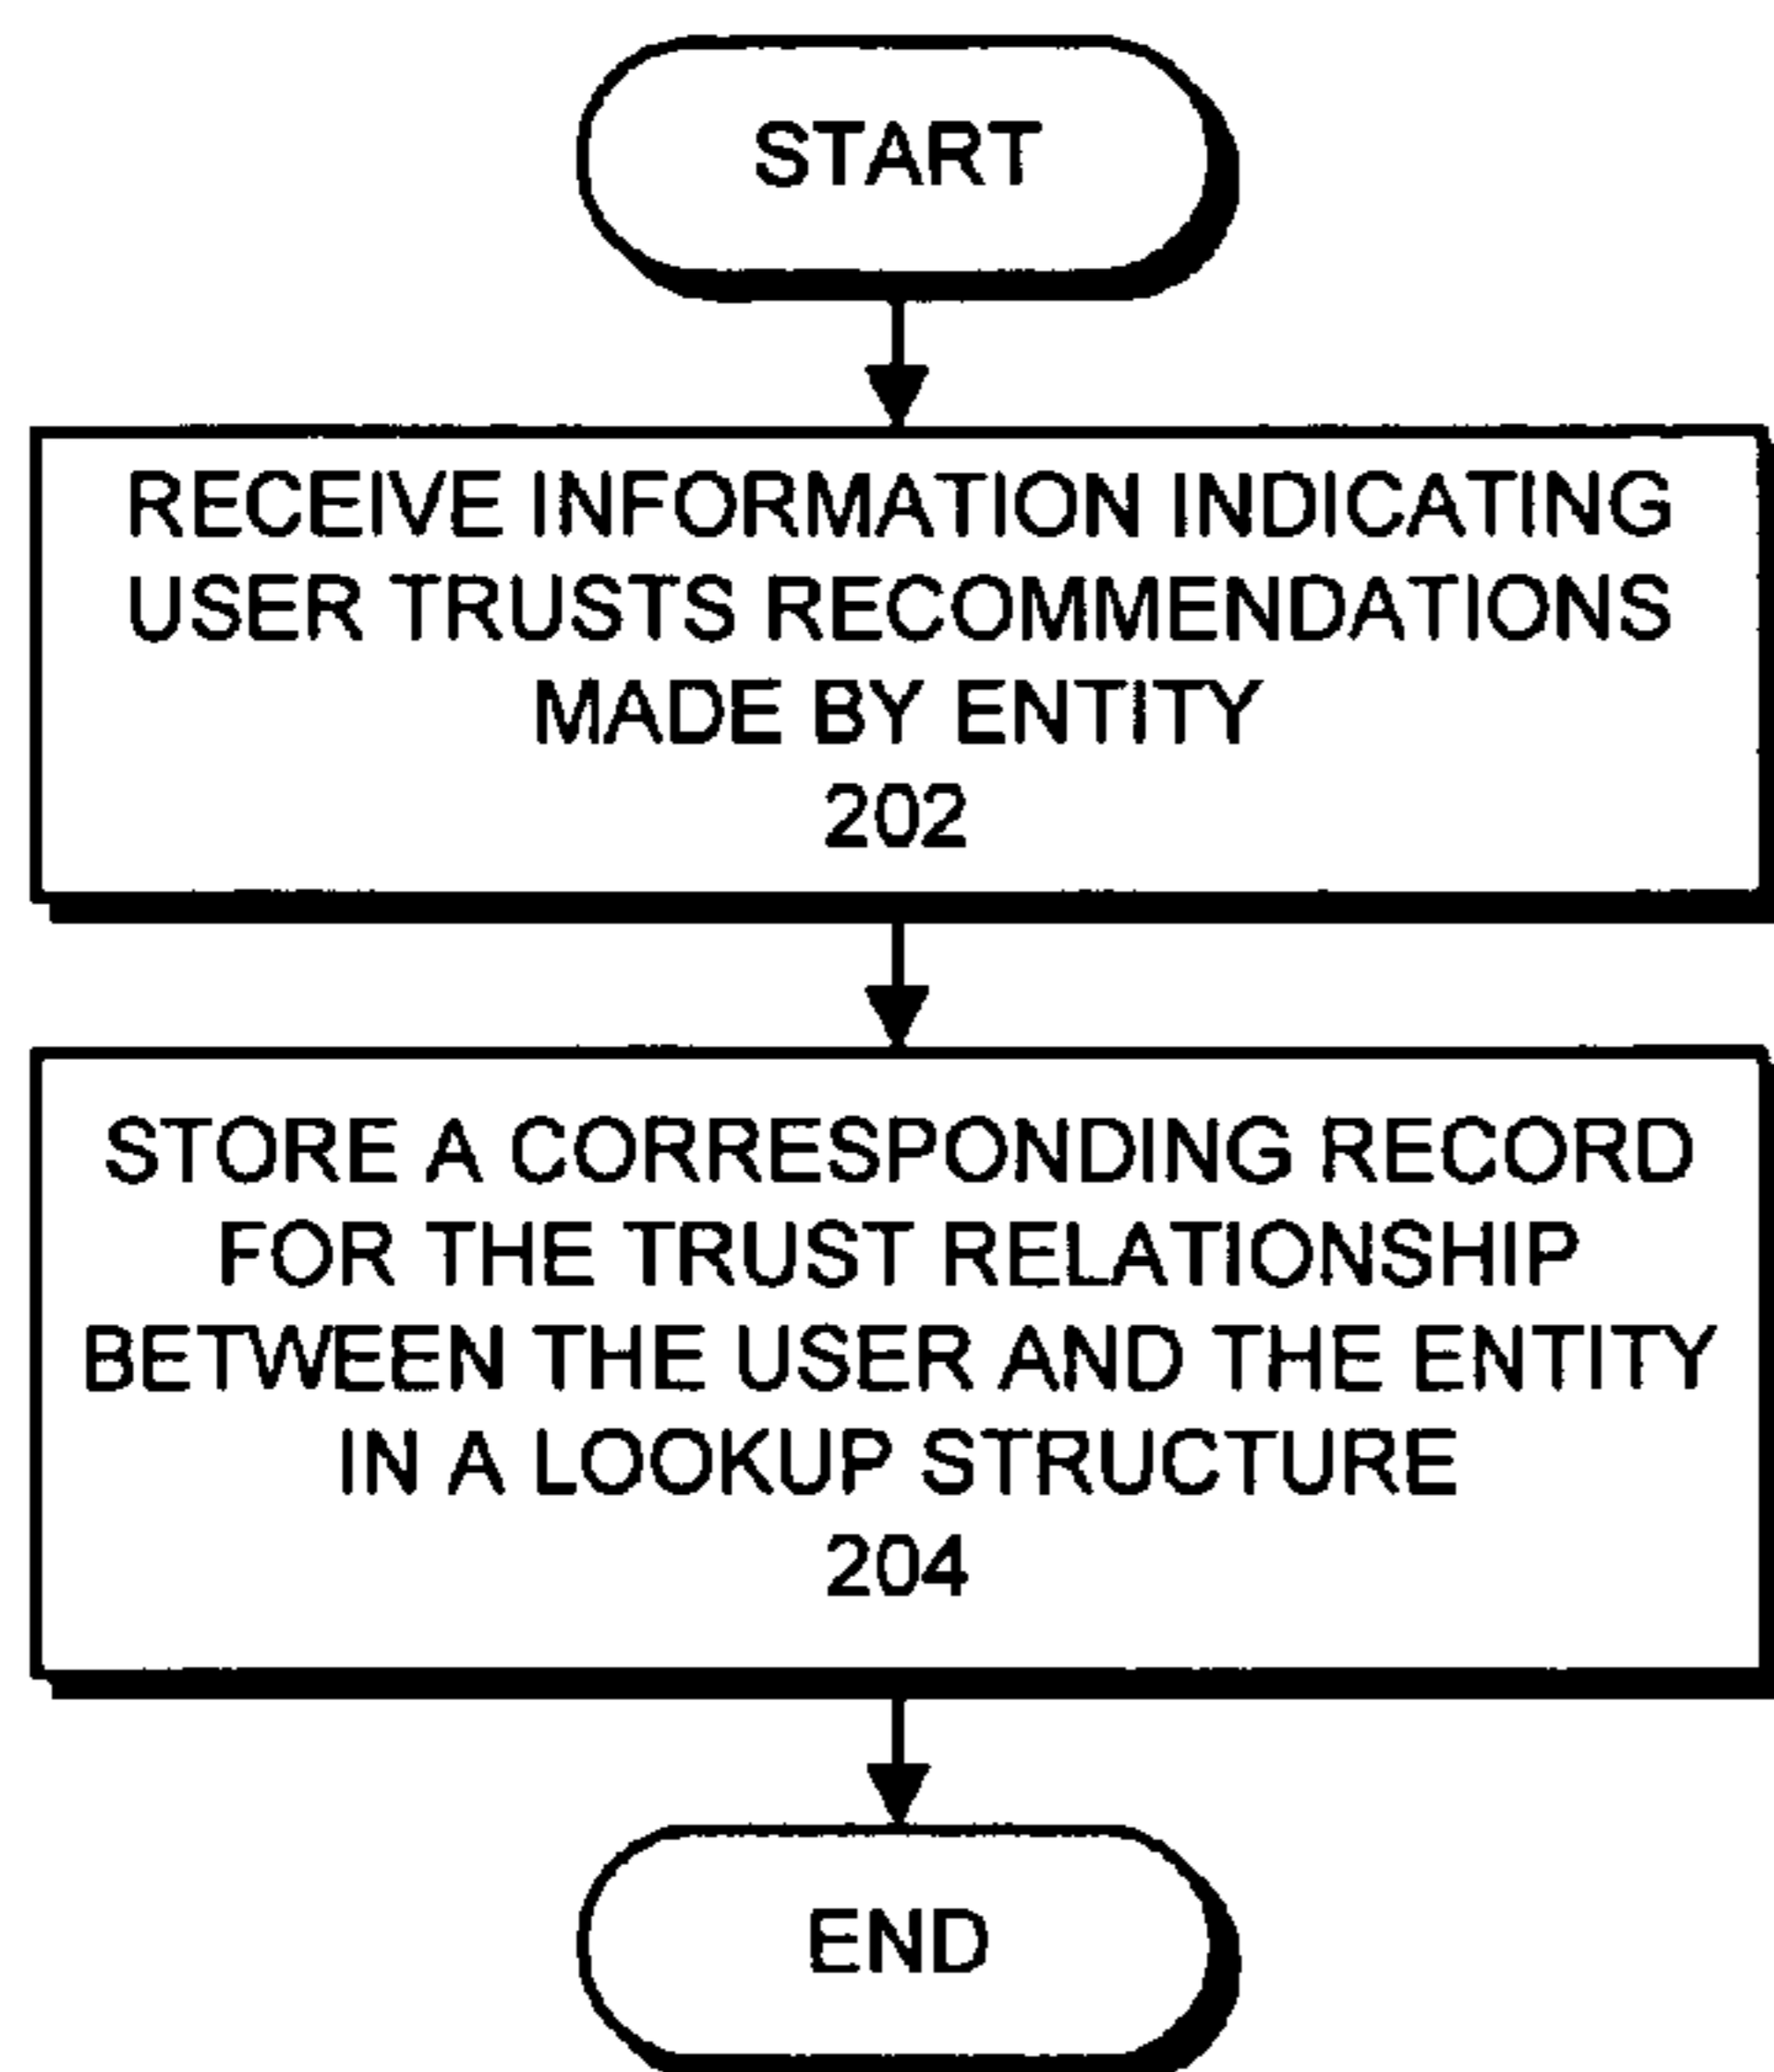 START
RECEIVE INFORMATION INDICATING
USER TRUSTS RECOMMENDATIONS
MADE BY ENTITY
202
STORE A CORRESPONDING RECORD
FOR THE TRUST RELATIONSHIP
BETWEEN THE USER AND THE ENTITY
IN A LOOKUP STRUCTURE
204
END